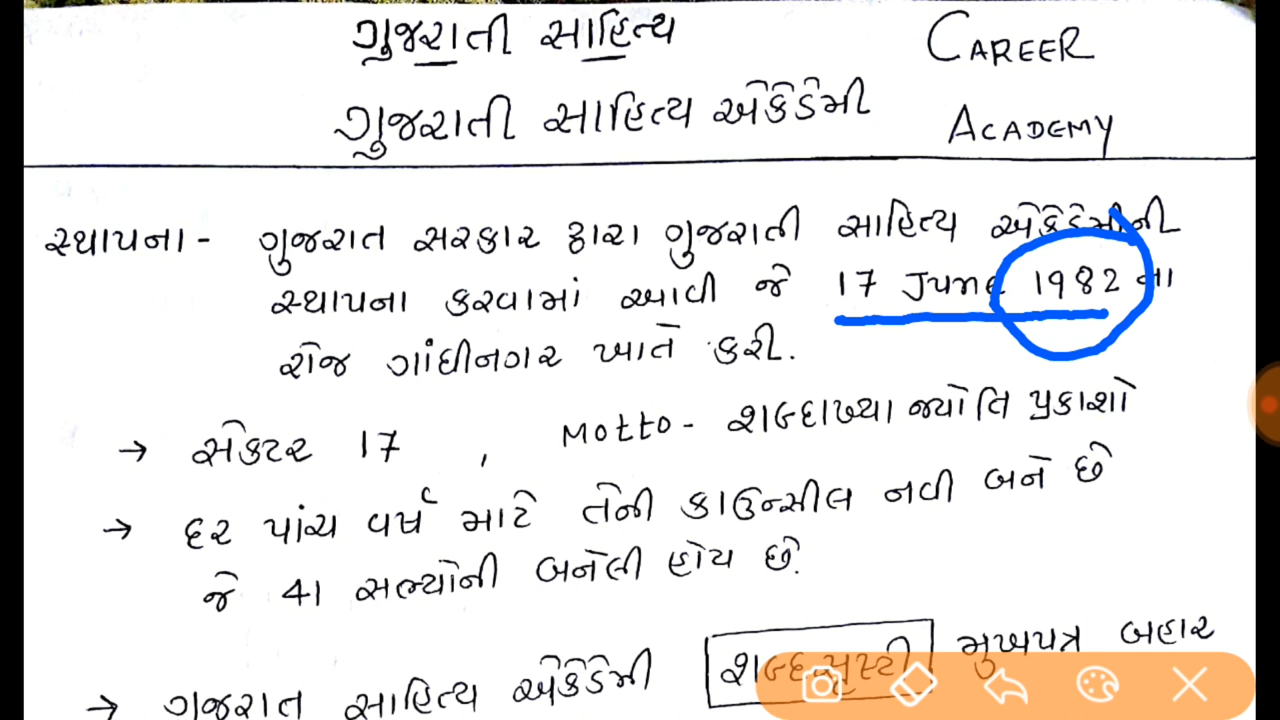 ગુજરાતી સાહિત્ય
CAREER
ગુજરાતી સાહિત્ય એકેડેમી
ACADEMY
સ્થાપના - ગુજરાત સરકાર દ્વારા ગુજરાતી સાહિત્ય એકેડેમીની
સ્થાપના કરવામાં આવી જે 17 June 1982 ના
રોજ ગાંધીનગર ખાતે કરી.
→ સેકટર 17 , Motto - શબ્દાખ્યા જ્યોતિ પ્રકાશો
→ દર પાંચ વર્ષ માટે તેની કાઉન્સીલ નવી બને છે
જે 41 સભ્યોની બનેલી હોય છે.
→ ગુજરાત સાહિત્ય એકેડેમી શબ્દસૃષ્ટી મુખપત્ર બહાર